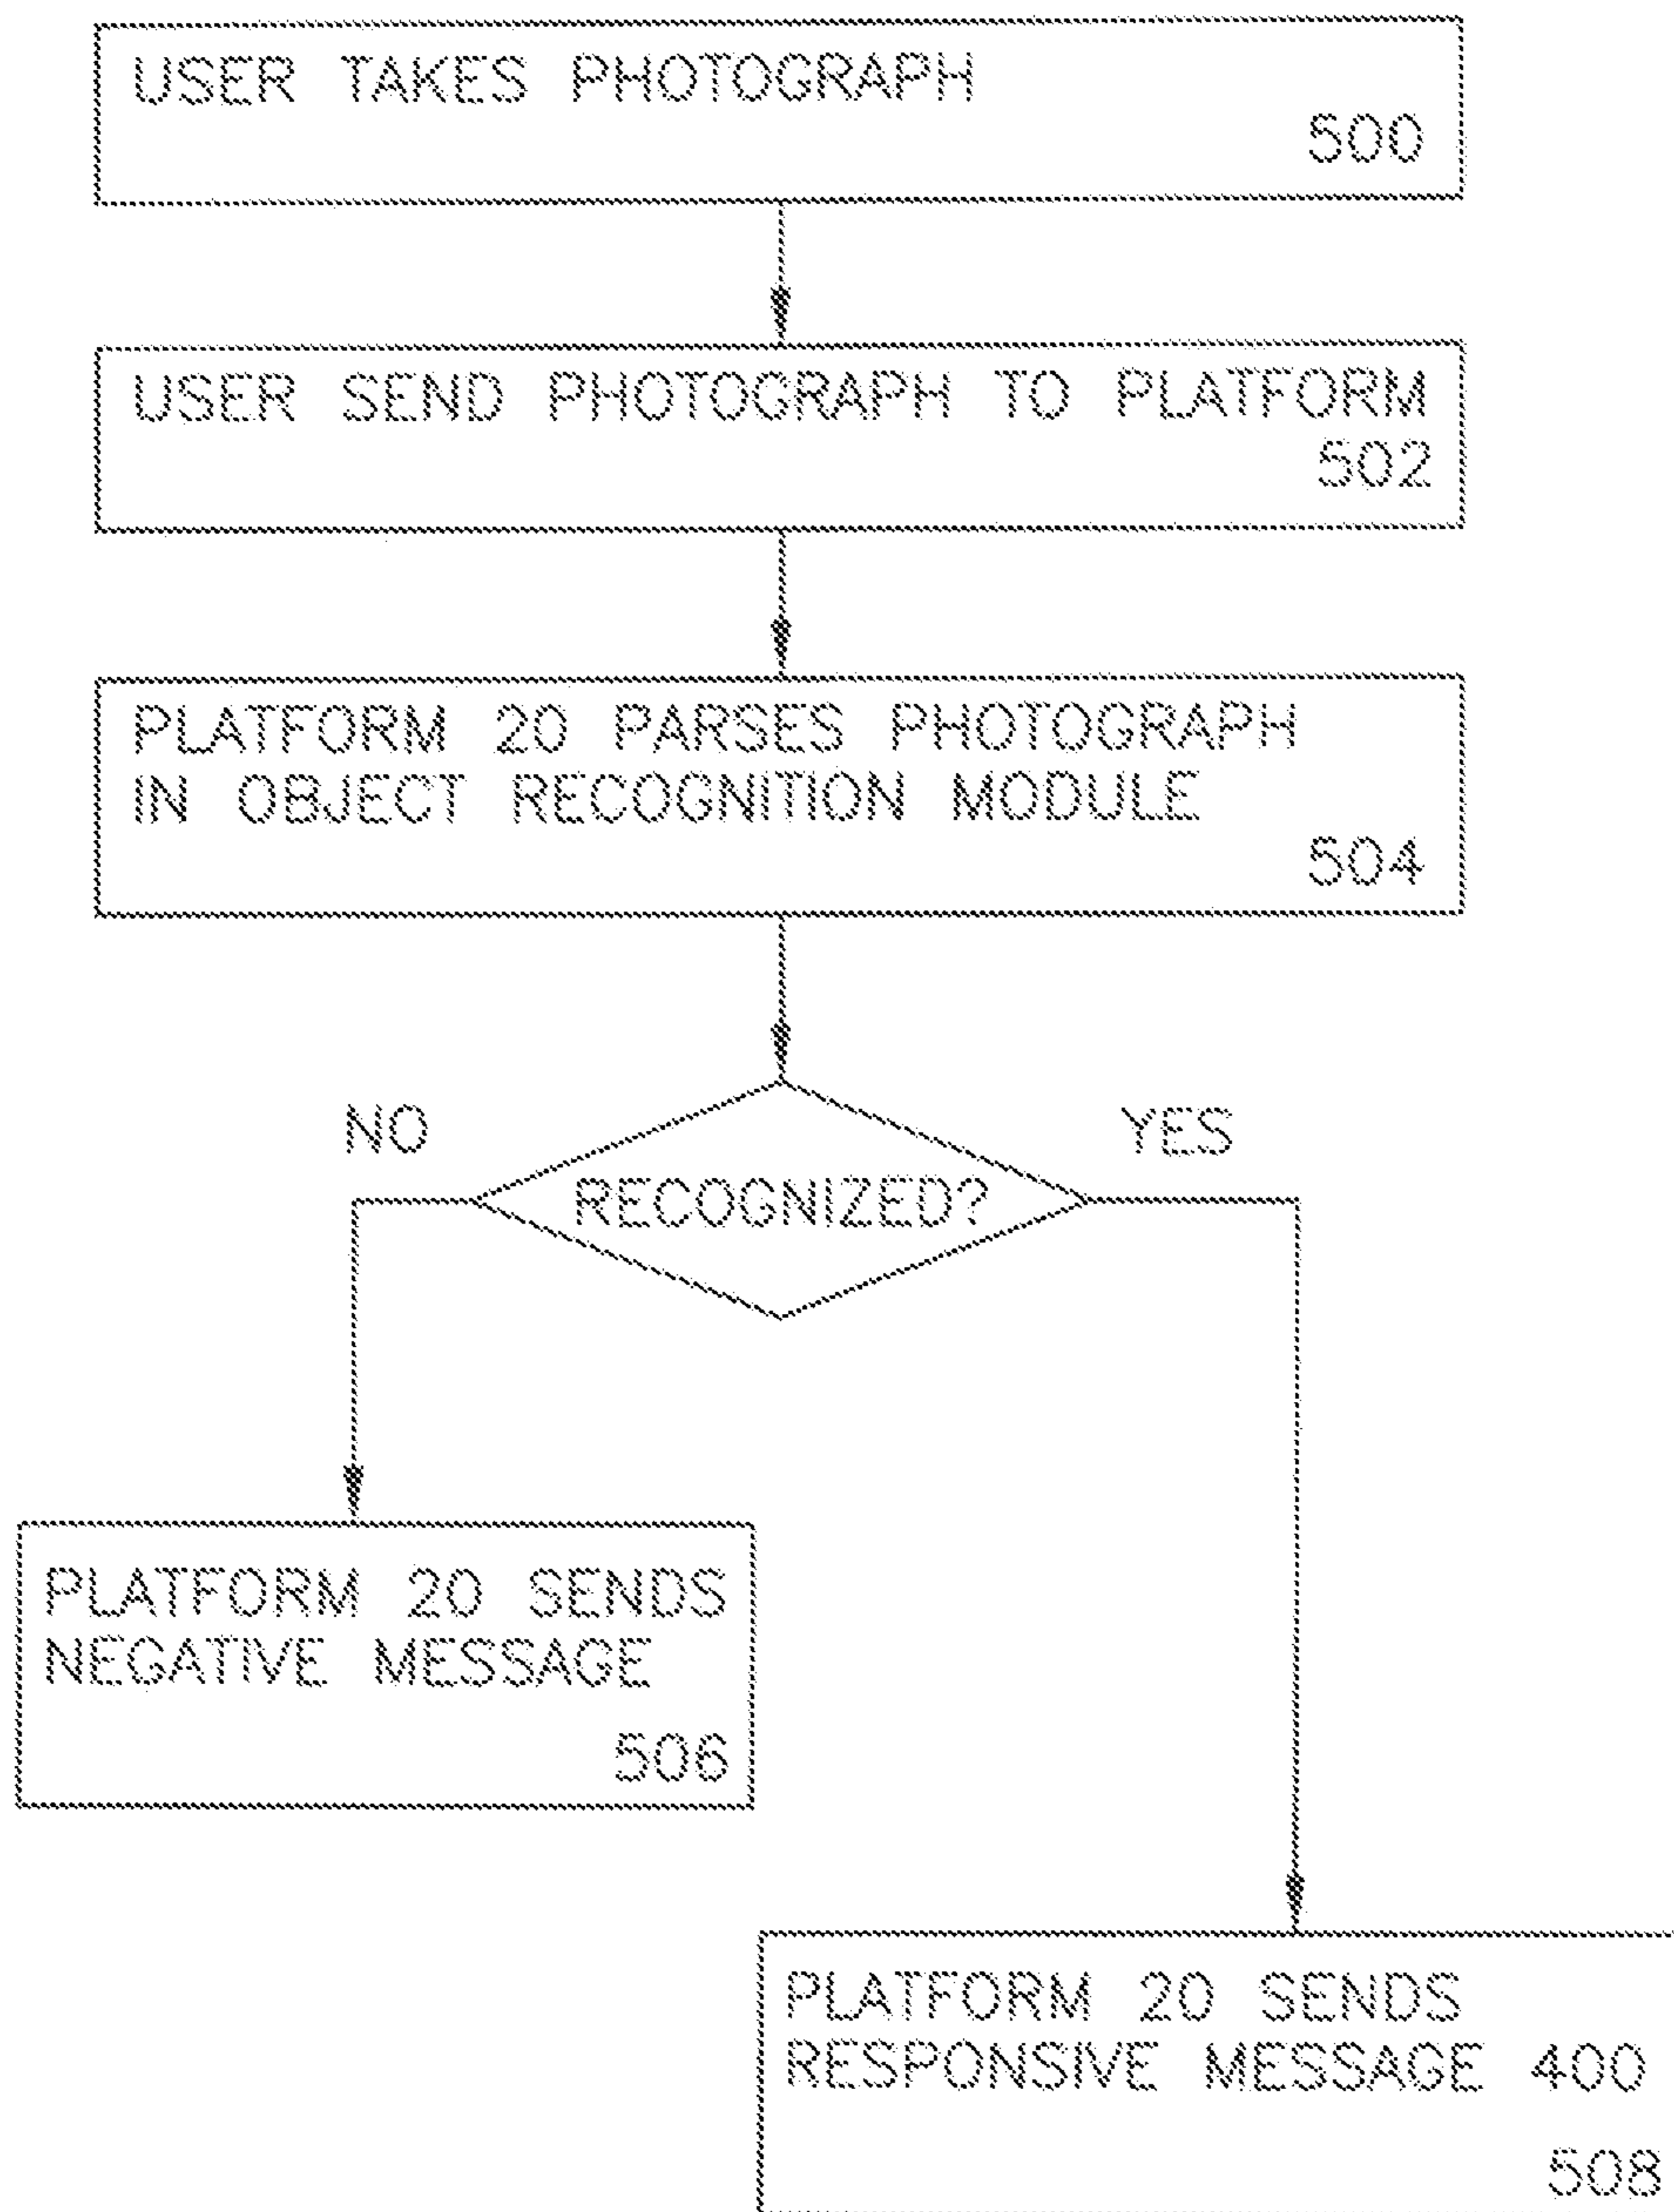 USER TAKES PHOTOGRAPH
500
USER SEND PHOTOGRAPH TO PLATFORM
502
PLATFORM 20 PARSES PHOTOGRAPH
IN OBJECT RECOGNITION MODULE
504
NO
YES
RECOGNIZED?
PLATFORM 20 SENDS
NEGATIVE MESSAGE
506
PLATFORM 20 SENDS
RESPONSIVE MESSAGE 400
508